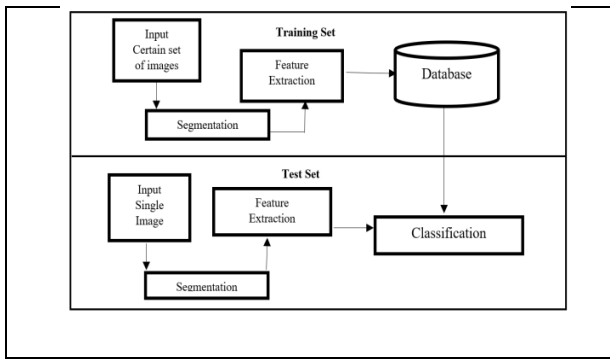 Training Set
Input
Certain set
of images
Feature
Extraction
Database
Segmentation
Test Set
Input
Single
Image
Feature
Extraction
Classification
Segmentation